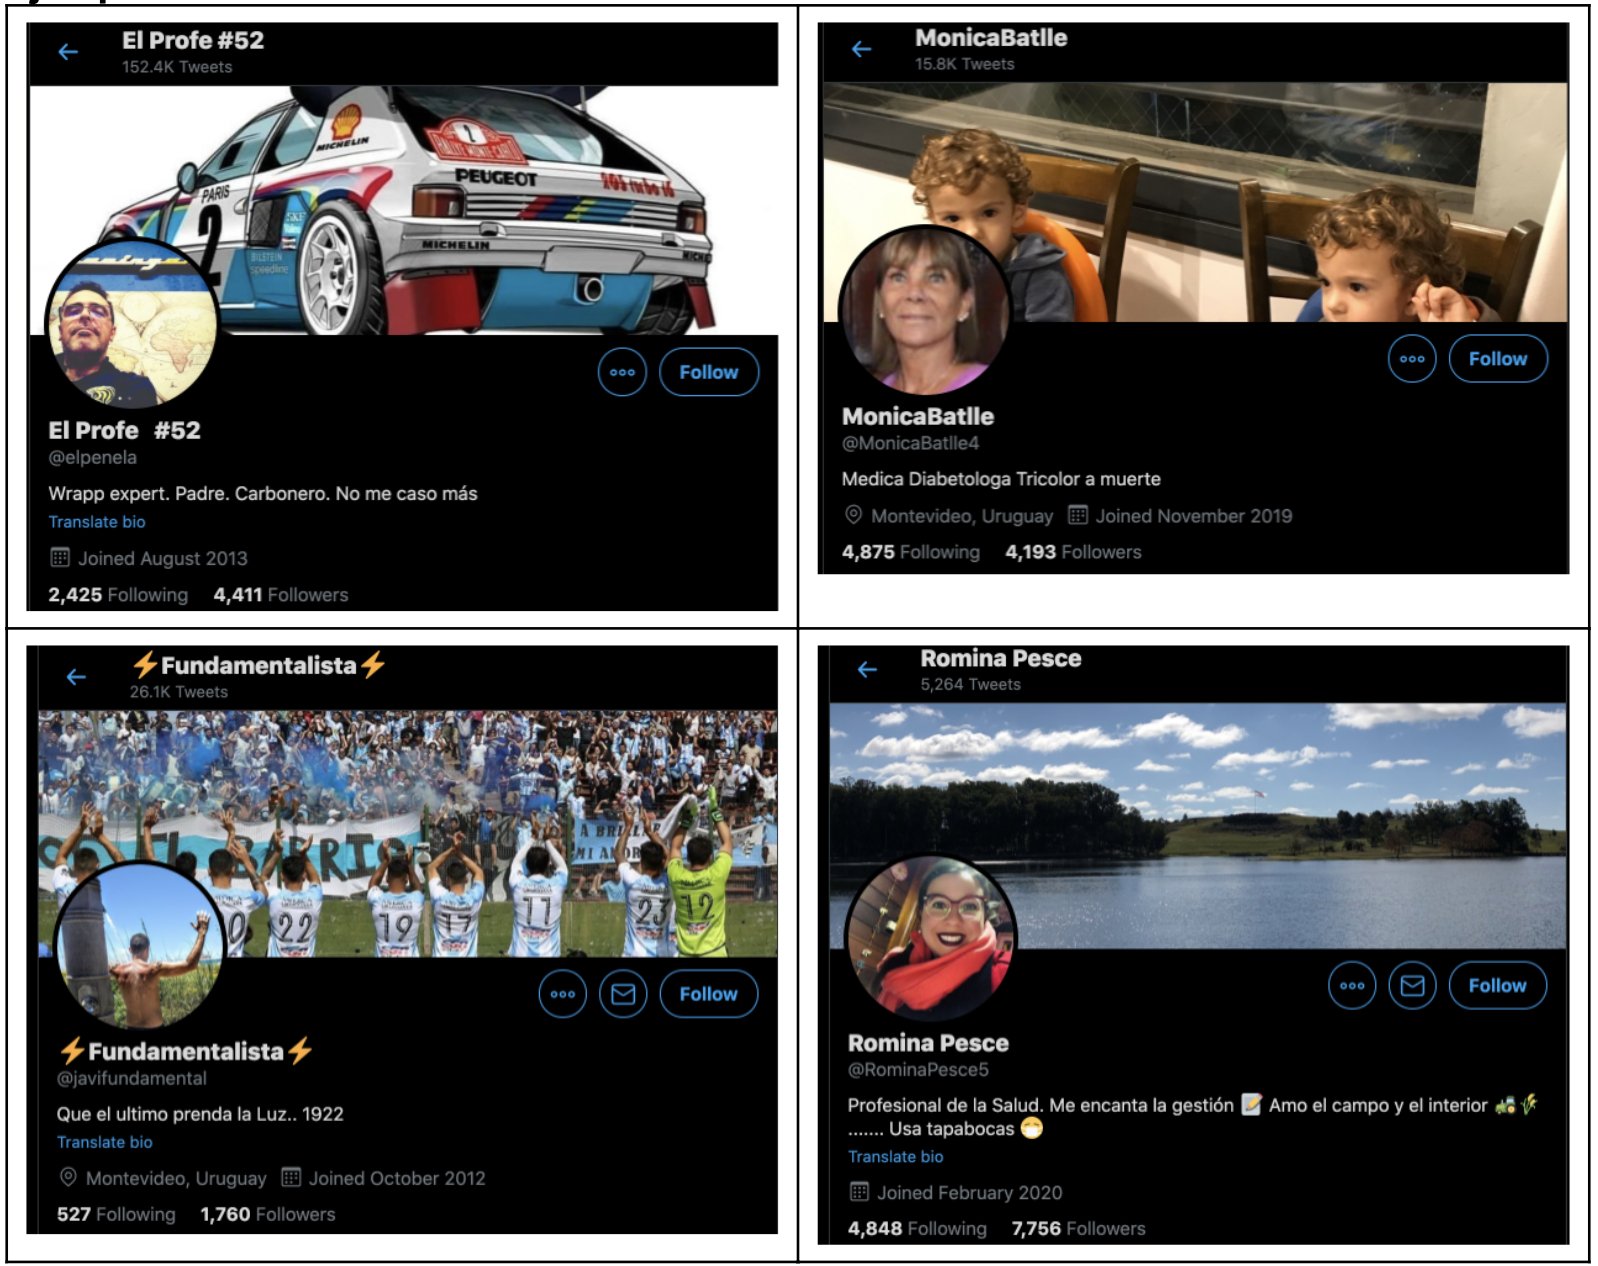 El Profe #52
152.4K Tweets
MICHELIN
PEUGEOT
205 turbo 16
PARIS
2
MICHELIN
BILSTEIN
speedline
Follow
El Profe #52
@elpenela
Wrapp expert. Padre. Carbonero. No me caso más
Translate bio
Joined August 2013
2,425 Following 4,411 Followers
MonicaBatlle
15.8K Tweets
Follow
MonicaBatlle
@MonicaBatlle4
Medica Diabetologa Tricolor a muerte
Montevideo, Uruguay Joined November 2019
4,875 Following 4,193 Followers
⚡Fundamentalista⚡
26.1K Tweets
A BRILLAR
MI AMOR
22 19 17 11 23 12
Follow
⚡Fundamentalista⚡
@javifundamental
Que el ultimo prenda la Luz.. 1922
Translate bio
Montevideo, Uruguay Joined October 2012
527 Following 1,760 Followers
Romina Pesce
5,264 Tweets
Follow
Romina Pesce
@RominaPesce5
Profesional de la Salud. Me encanta la gestión 📝 Amo el campo y el interior 🚜🌾
....... Usa tapabocas 😷
Translate bio
Joined February 2020
4,848 Following 7,756 Followers